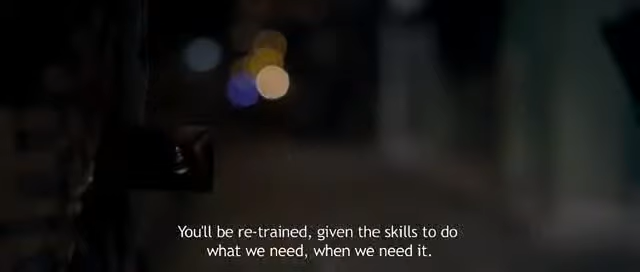 You'll be re-trained, given the skills to do
what we need, when we need it.